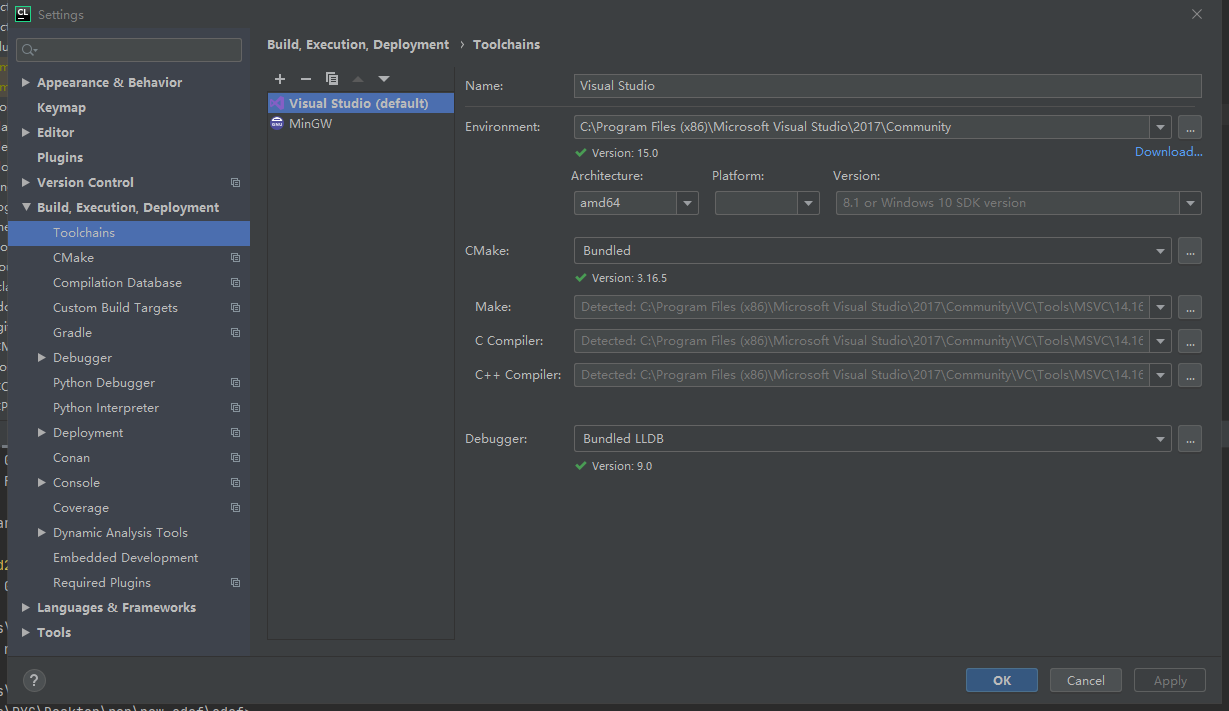 CL Settings
Build, Execution, Deployment › Toolchains
Appearance & Behavior
Keymap
Editor
Plugins
Version Control
Build, Execution, Deployment
Toolchains
CMake
Compilation Database
Custom Build Targets
Gradle
Debugger
Python Debugger
Python Interpreter
Deployment
Conan
Console
Coverage
Dynamic Analysis Tools
Embedded Development
Required Plugins
Languages & Frameworks
Tools
Visual Studio (default)
MinGW
Name: Visual Studio
Environment: C:\Program Files (x86)\Microsoft Visual Studio\2017\Community ...
Version: 15.0 Download...
Architecture: Platform: Version:
amd64 8.1 or Windows 10 SDK version
CMake: Bundled ...
Version: 3.16.5
Make: Detected: C:\Program Files (x86)\Microsoft Visual Studio\2017\Community\VC\Tools\MSVC\14.16 ...
C Compiler: Detected: C:\Program Files (x86)\Microsoft Visual Studio\2017\Community\VC\Tools\MSVC\14.16 ...
C++ Compiler: Detected: C:\Program Files (x86)\Microsoft Visual Studio\2017\Community\VC\Tools\MSVC\14.16 ...
Debugger: Bundled LLDB ...
Version: 9.0
? OK Cancel Apply